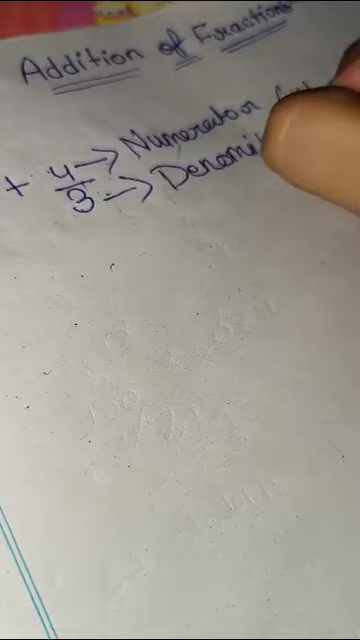 Addition of Fractions
+ 4/3 → Numerator
→ Denomi